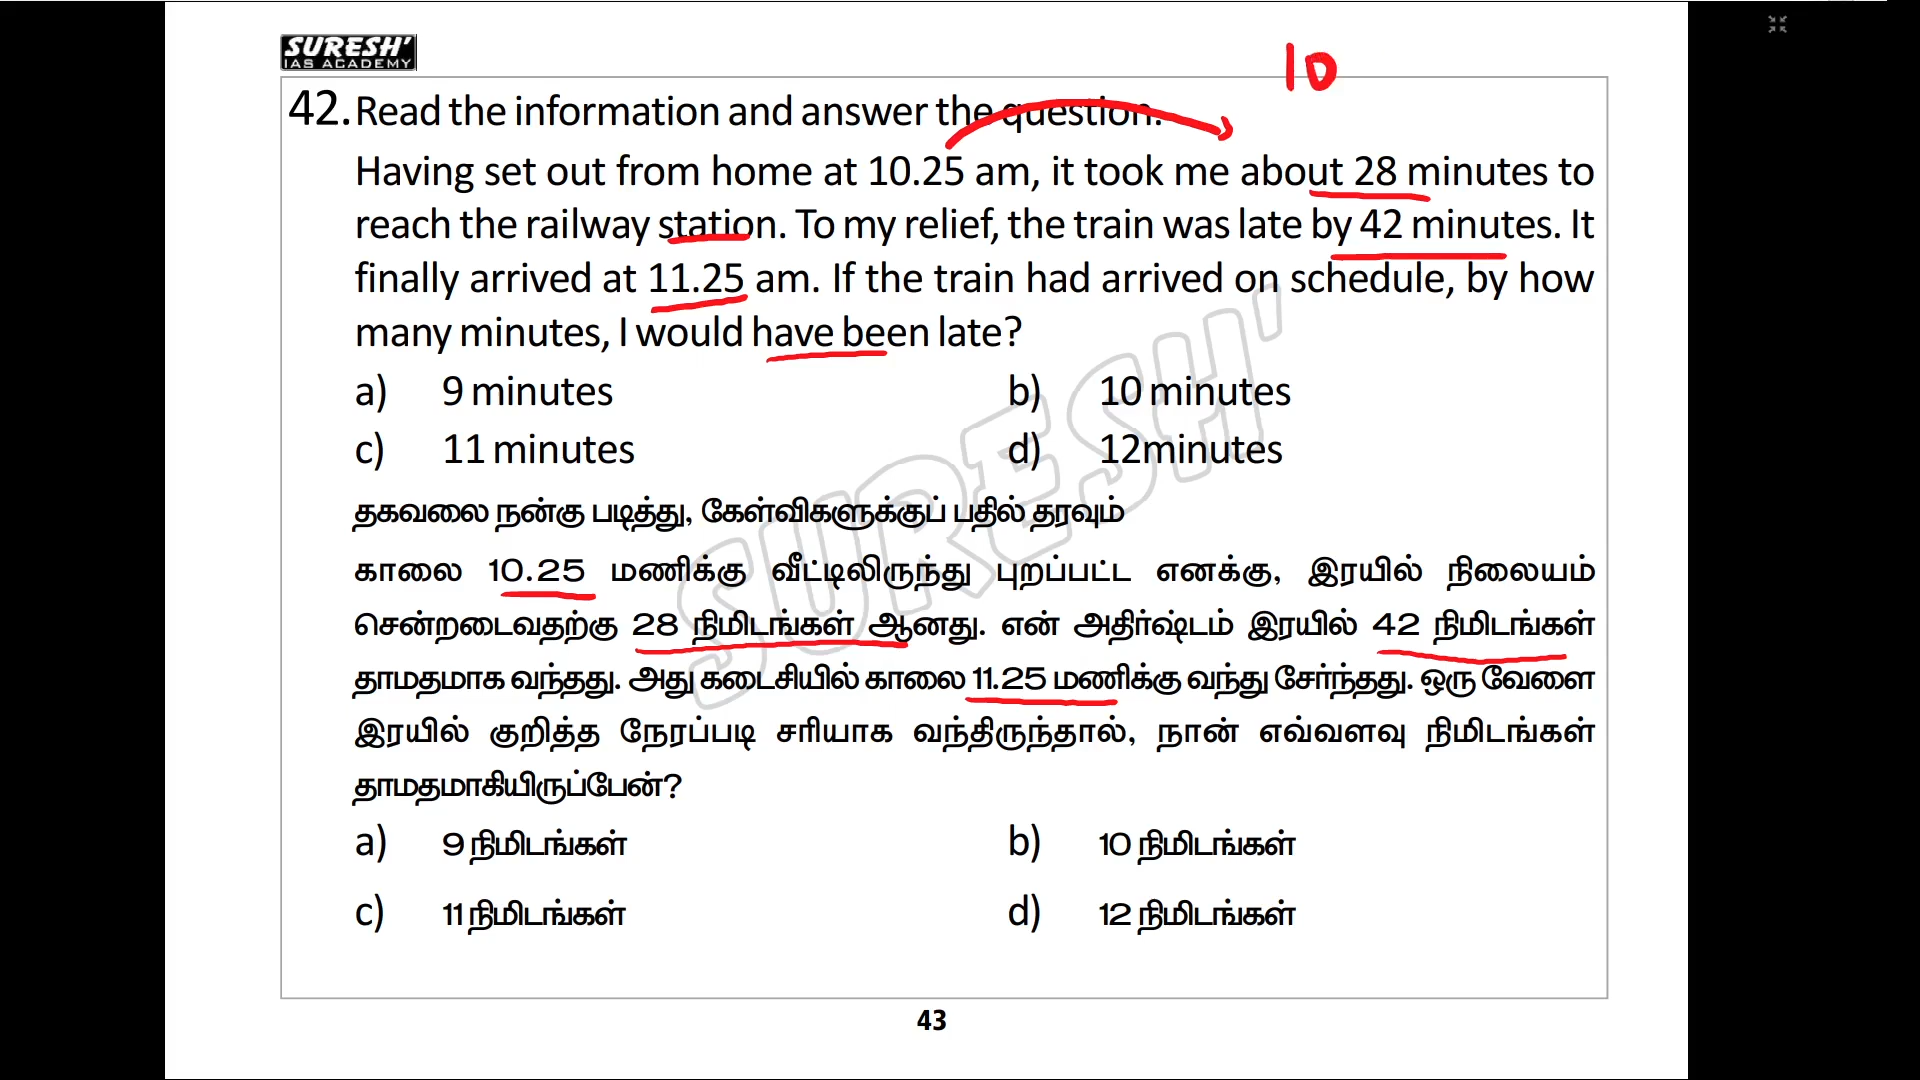 SURESH'
IAS ACADEMY
10
42. Read the information and answer the question.
Having set out from home at 10.25 am, it took me about 28 minutes to
reach the railway station. To my relief, the train was late by 42 minutes. It
finally arrived at 11.25 am. If the train had arrived on schedule, by how
many minutes, I would have been late?
a) 9 minutes b) 10 minutes
c) 11 minutes d) 12minutes
தகவலை நன்கு படித்து, கேள்விகளுக்குப் பதில் தரவும்
காலை 10.25 மணிக்கு வீட்டிலிருந்து புறப்பட்ட எனக்கு, இரயில் நிலையம்
சென்றடைவதற்கு 28 நிமிடங்கள் ஆனது. என் அதிர்ஷ்டம் இரயில் 42 நிமிடங்கள்
தாமதமாக வந்தது. அது கடைசியில் காலை 11.25 மணிக்கு வந்து சேர்ந்தது. ஒரு வேளை
இரயில் குறித்த நேரப்படி சரியாக வந்திருந்தால், நான் எவ்வளவு நிமிடங்கள்
தாமதமாகியிருப்பேன்?
a) 9 நிமிடங்கள் b) 10 நிமிடங்கள்
c) 11 நிமிடங்கள் d) 12 நிமிடங்கள்
SURESH'
43